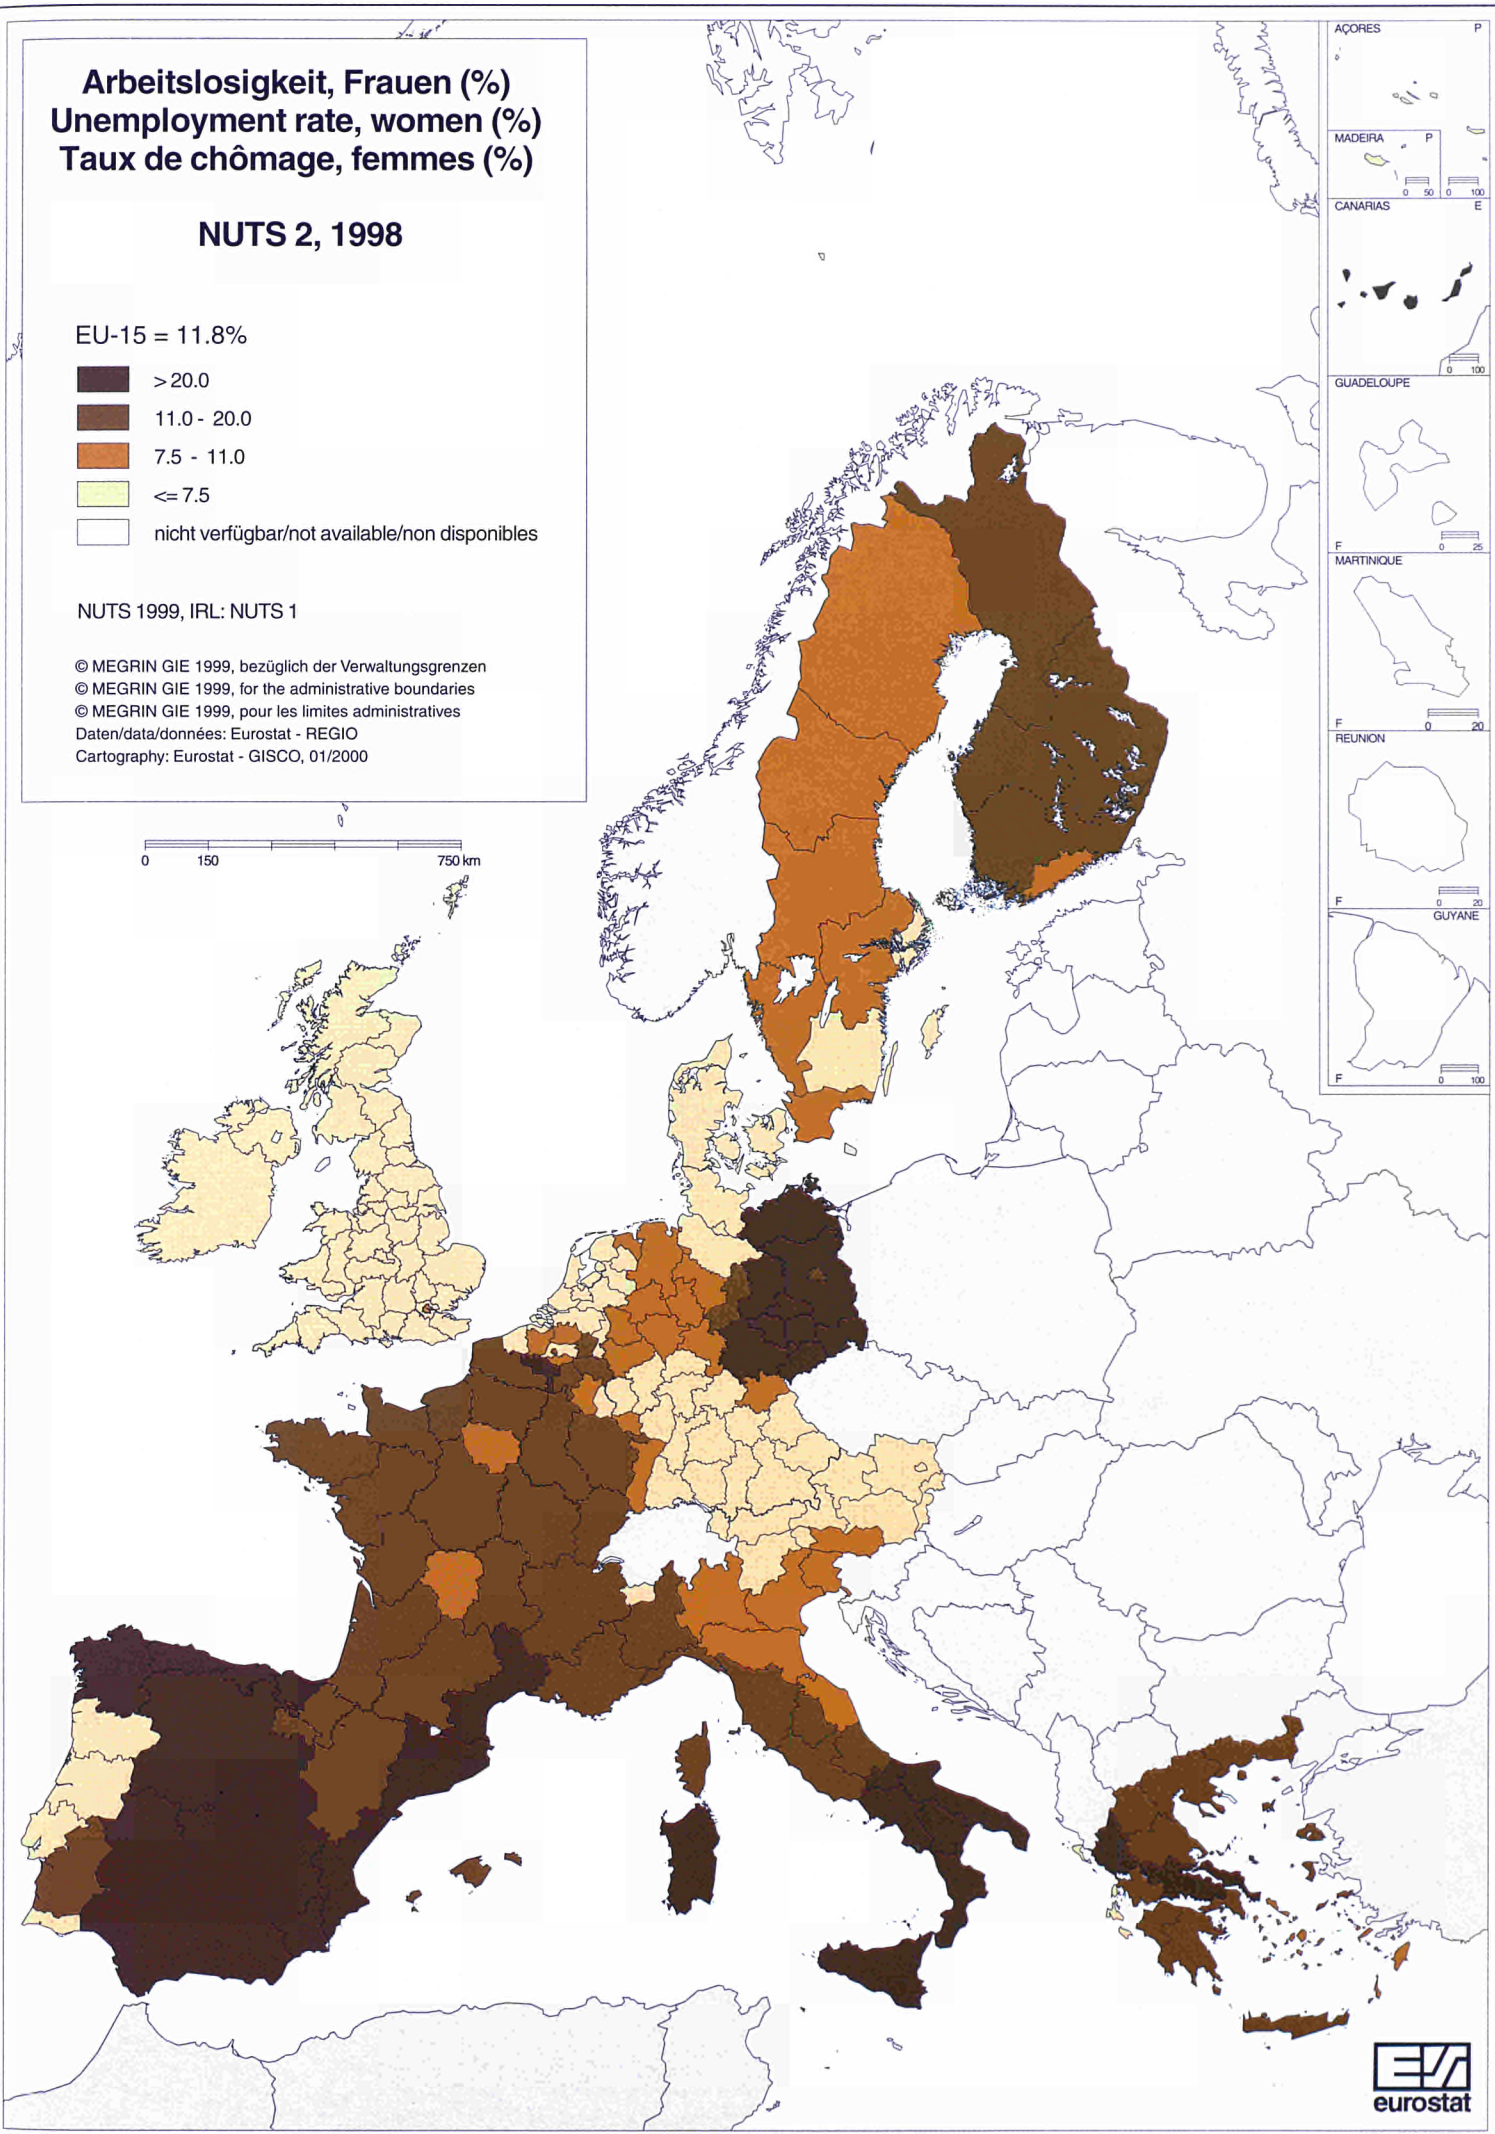 Arbeitslosigkeit, Frauen (%)
Unemployment rate, women (%)
Taux de chômage, femmes (%)
NUTS 2, 1998
EU-15 = 11.8%
> 20.0
11.0 - 20.0
7.5 - 11.0
<= 7.5
nicht verfügbar/not available/non disponibles
NUTS 1999, IRL: NUTS 1
© MEGRIN GIE 1999, bezüglich der Verwaltungsgrenzen
© MEGRIN GIE 1999, for the administrative boundaries
© MEGRIN GIE 1999, pour les limites administratives
Daten/data/données: Eurostat - REGIO
Cartography: Eurostat - GISCO, 01/2000
0 150 750 km
AÇORES P
MADEIRA P
0 50 0 100
CANARIAS E
0 100
GUADELOUPE
F 0 25
MARTINIQUE
F 0 20
REUNION
F 0 20
GUYANE
F 0 100
eurostat